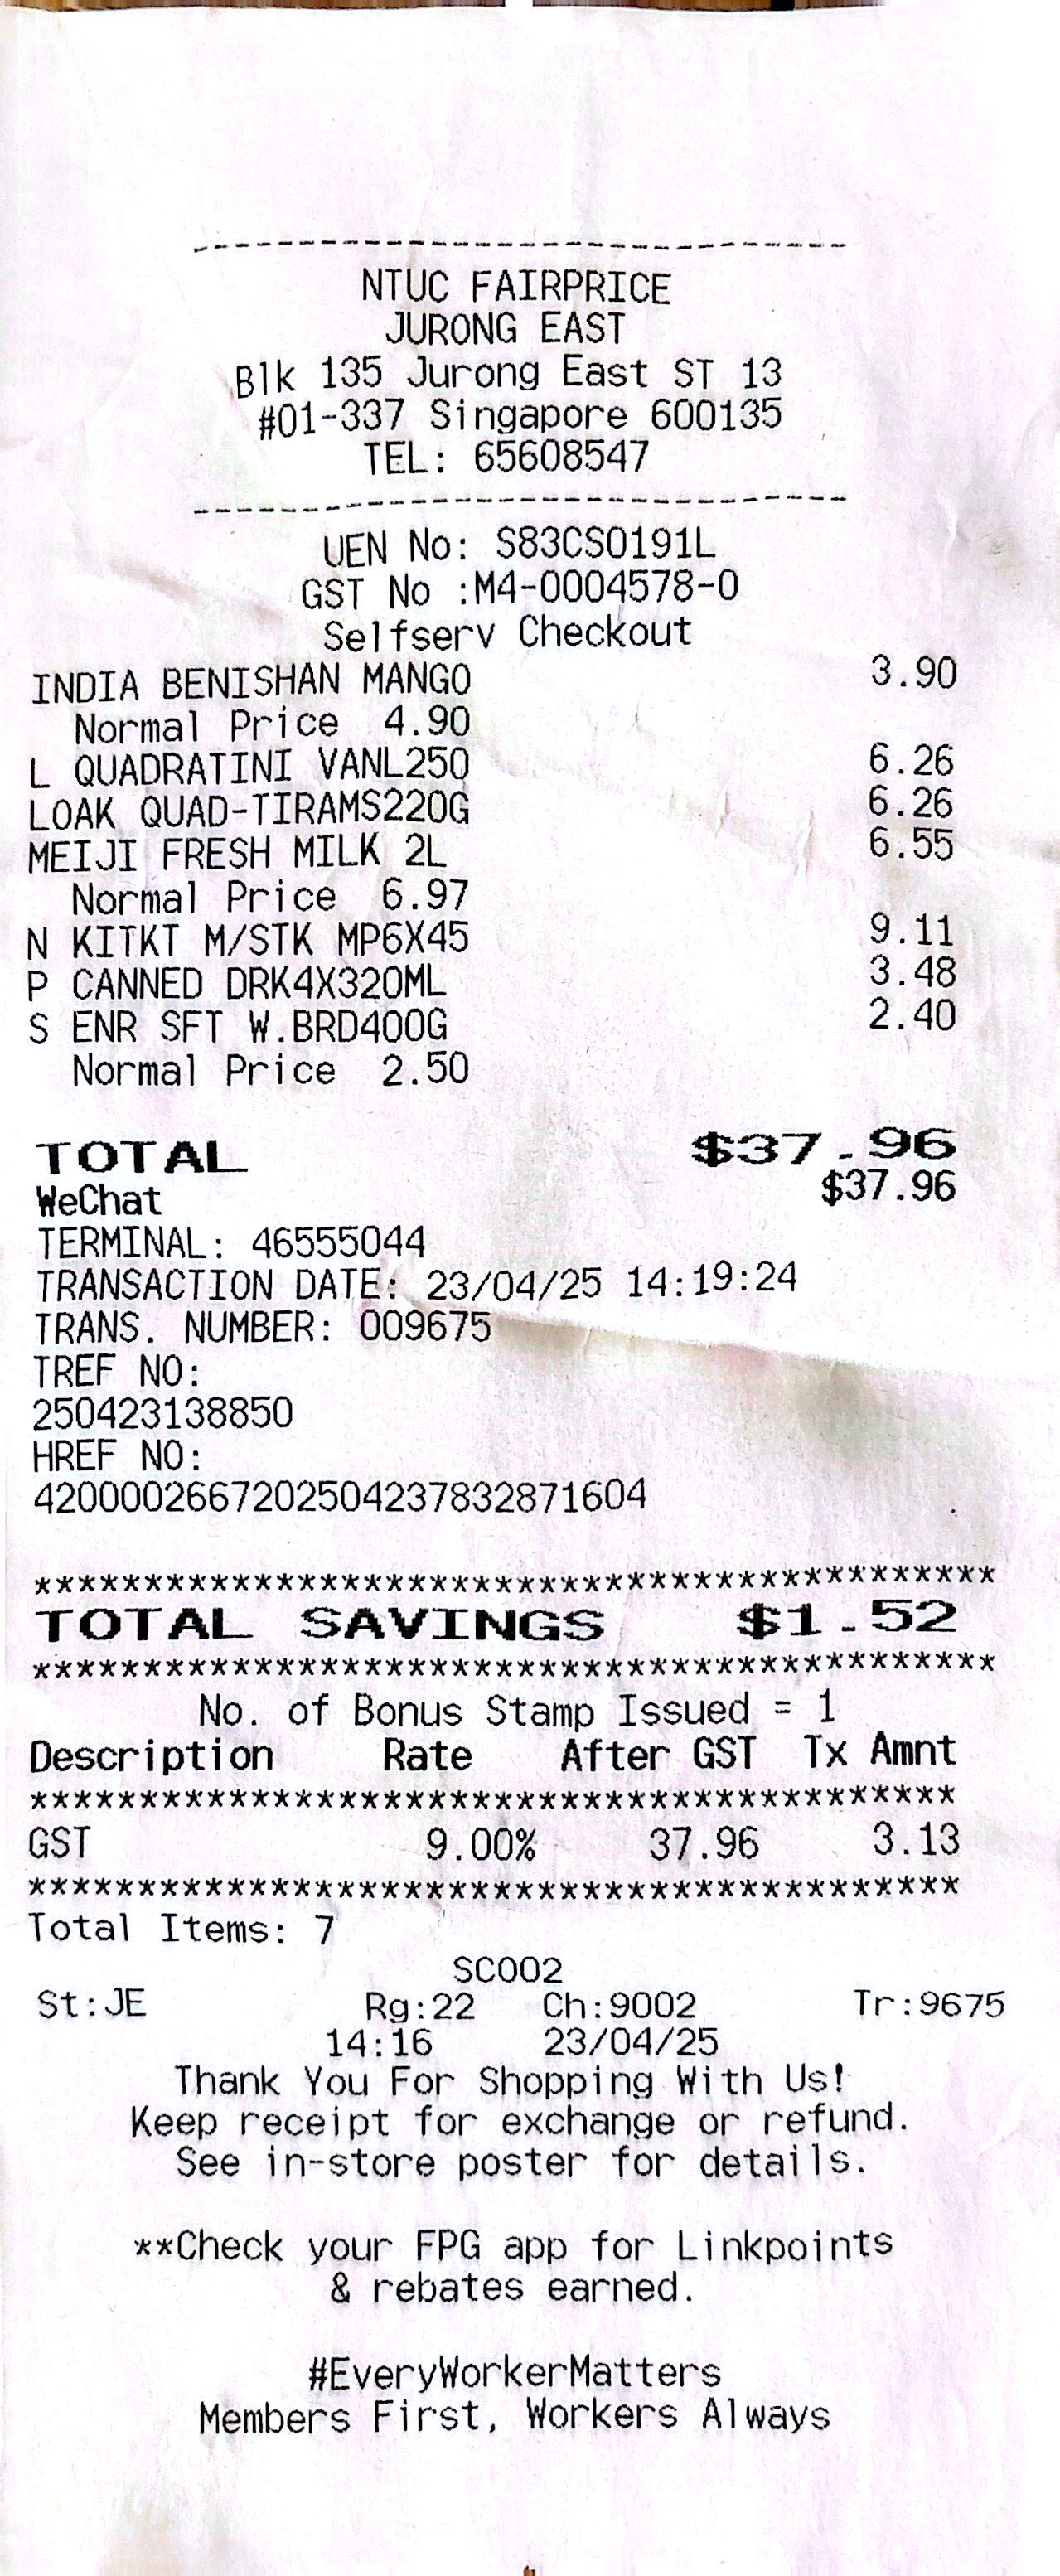 NTUC FAIRPRICE
JURONG EAST
Blk 135 Jurong East ST 13
#01-337 Singapore 600135
TEL: 65608547
UEN No: S83CS0191L
GST No :M4-0004578-0
Selfserv Checkout
INDIA BENISHAN MANGO 3.90
Normal Price 4.90
L QUADRATINI VANL250 6.26
LOAK QUAD-TIRAMS220G 6.26
MEIJI FRESH MILK 2L 6.55
Normal Price 6.97
N KITKT M/STK MP6X45 9.11
P CANNED DRK4X320ML 3.48
S ENR SFT W.BRD400G 2.40
Normal Price 2.50
TOTAL $37.96
WeChat $37.96
TERMINAL: 46555044
TRANSACTION DATE: 23/04/25 14:19:24
TRANS. NUMBER: 009675
TREF NO:
250423138850
HREF NO:
4200002667202504237832871604
********************************************
TOTAL SAVINGS $1.52
********************************************
No. of Bonus Stamp Issued = 1
Description Rate After GST Tx Amnt
******************************************
GST 9.00% 37.96 3.13
******************************************
Total Items: 7
SC002
St:JE Rg:22 Ch:9002 Tr:9675
14:16 23/04/25
Thank You For Shopping With Us!
Keep receipt for exchange or refund.
See in-store poster for details.
**Check your FPG app for Linkpoints
& rebates earned.
#EveryWorkerMatters
Members First, Workers Always